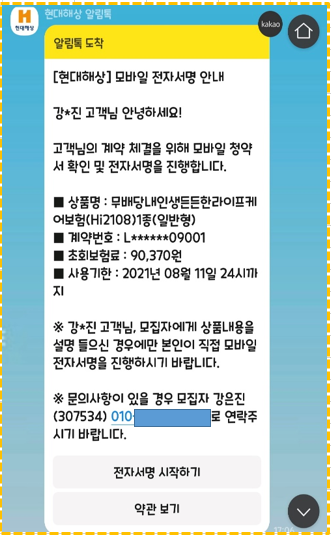 현대해상
현대해상 알림톡
kakao
알림톡 도착
[현대해상] 모바일 전자서명 안내
강*진 고객님 안녕하세요!
고객님의 계약 체결을 위해 모바일 청약
서 확인 및 전자서명을 진행합니다.
■ 상품명 : 무배당내인생든든한라이프케
어보험(Hi2108)1종(일반형)
■ 계약번호 : L******09001
■ 초회보험료 : 90,370원
■ 사용기한 : 2021년 08월 11일 24시까
지
※ 강*진 고객님, 모집자에게 상품내용을
설명 들으신 경우에만 본인이 직접 모바일
전자서명을 진행하시기 바랍니다.
※ 문의사항이 있을 경우 모집자 강은진
(307534) 010-로 연락주
시기 바랍니다.
전자서명 시작하기
약관 보기